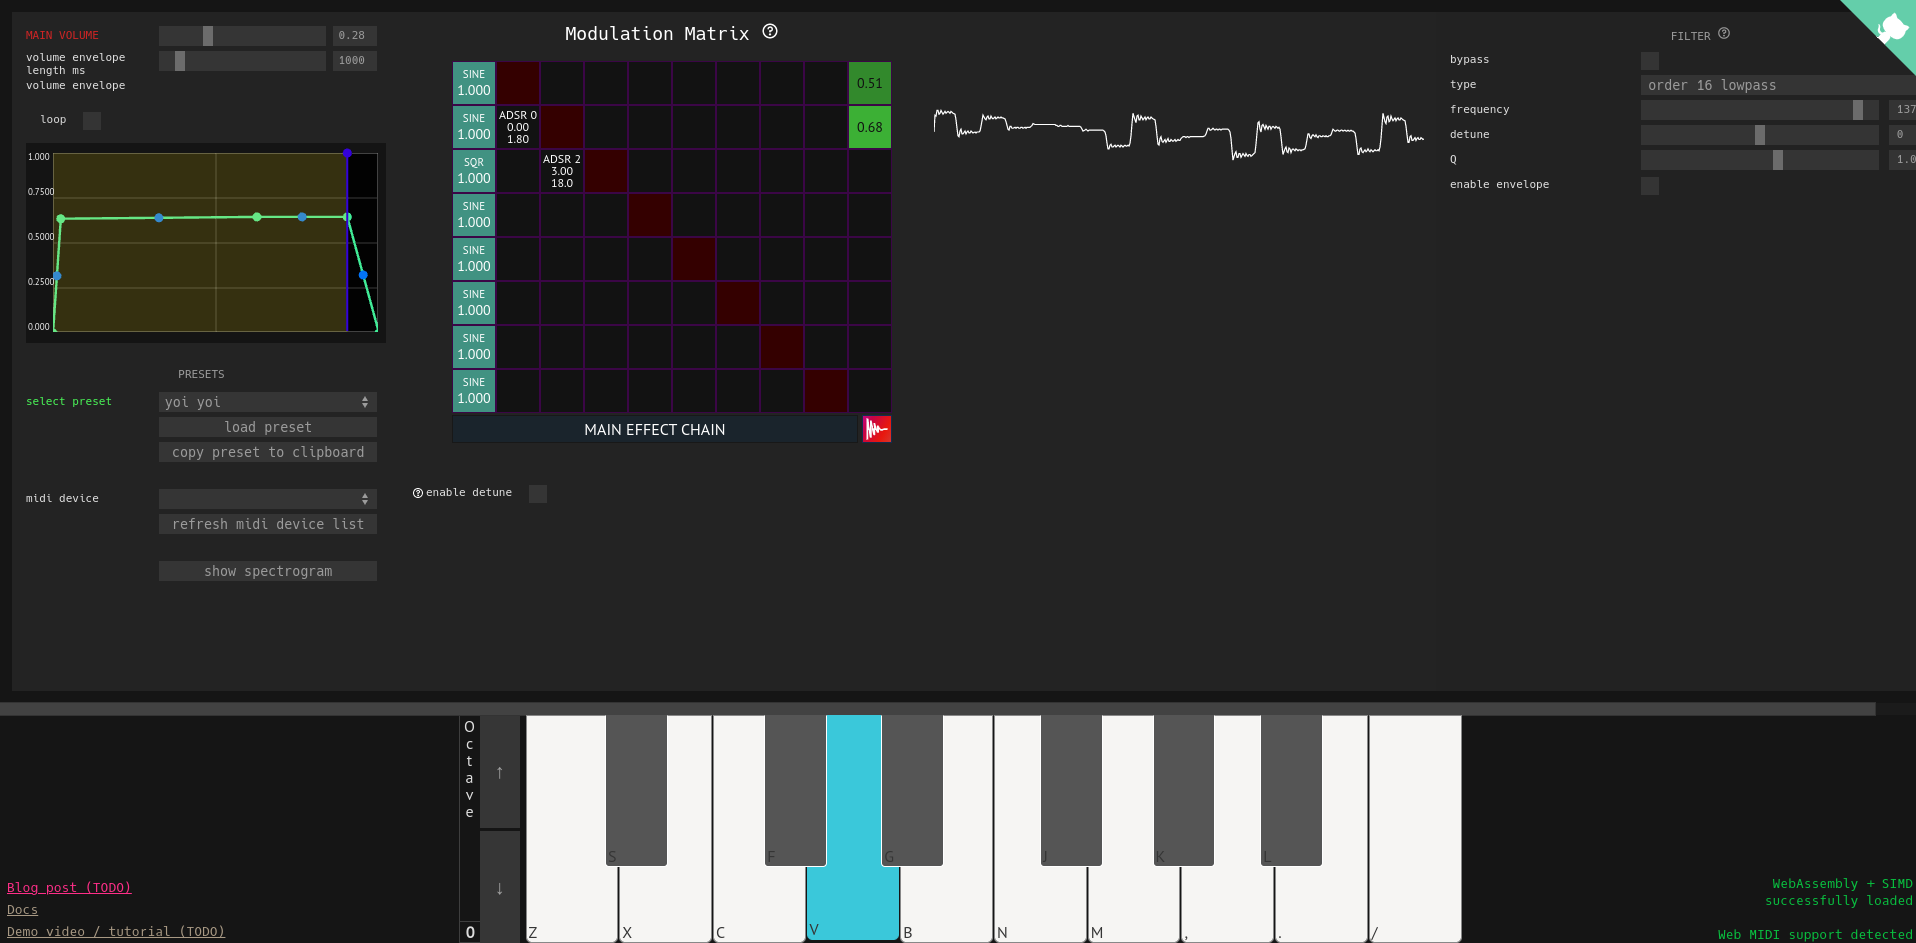 MAIN VOLUME
0.28
volume envelope
length ms
1000
volume envelope
loop
1.000
0.7500
0.5000
0.2500
0.000
PRESETS
select preset
yoi yoi
load preset
copy preset to clipboard
midi device
refresh midi device list
show spectrogram
Modulation Matrix ?
SINE
1.000
0.51
SINE
1.000
ADSR 0
0.00
1.80
0.68
SQR
1.000
ADSR 2
3.00
18.0
SINE
1.000
SINE
1.000
SINE
1.000
SINE
1.000
SINE
1.000
MAIN EFFECT CHAIN
? enable detune
FILTER ?
bypass
type
order 16 lowpass
frequency
137
detune
0
Q
1.0
enable envelope
Octave
↑
↓
0
S
F
G
J
K
L
Z
X
C
V
B
N
M
,
.
/
Blog post (TODO)
Docs
Demo video / tutorial (TODO)
WebAssembly + SIMD
successfully loaded
Web MIDI support detected